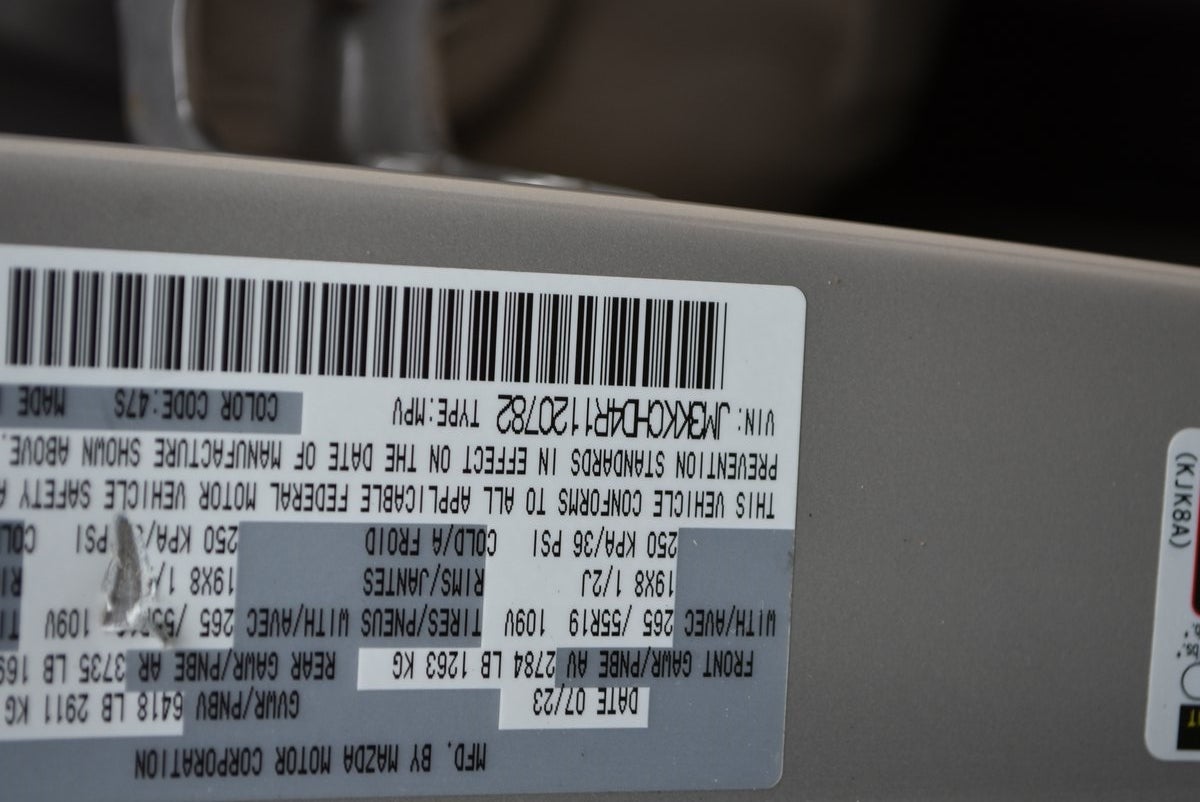 MFD. BY MAZDA MOTOR CORPORATION
DATE 07/23 GVWR/PNBV 6418 LB 2911 KG
FRONT GAWR/PNBE AV 2784 LB 1263 KG REAR GAWR/PNBE AR 3735 LB
WITH/AVEC 265 /55R19 109V TIRES/PNEUS WITH/AVEC 265 109V
19X8 1/2J RIMS/JANTES 19X8
250 KPA/36 PSI COLD/A FROID 250 PSI
THIS VEHICLE CONFORMS TO ALL APPLICABLE FEDERAL MOTOR VEHICLE SAFETY
PREVENTION STANDARDS IN EFFECT ON THE DATE OF MANUFACTURE SHOWN ABOVE.
VIN: JM3KKCHD4R1120782 TYPE:MPV COLOR CODE:47S MADE
(KJK8A)